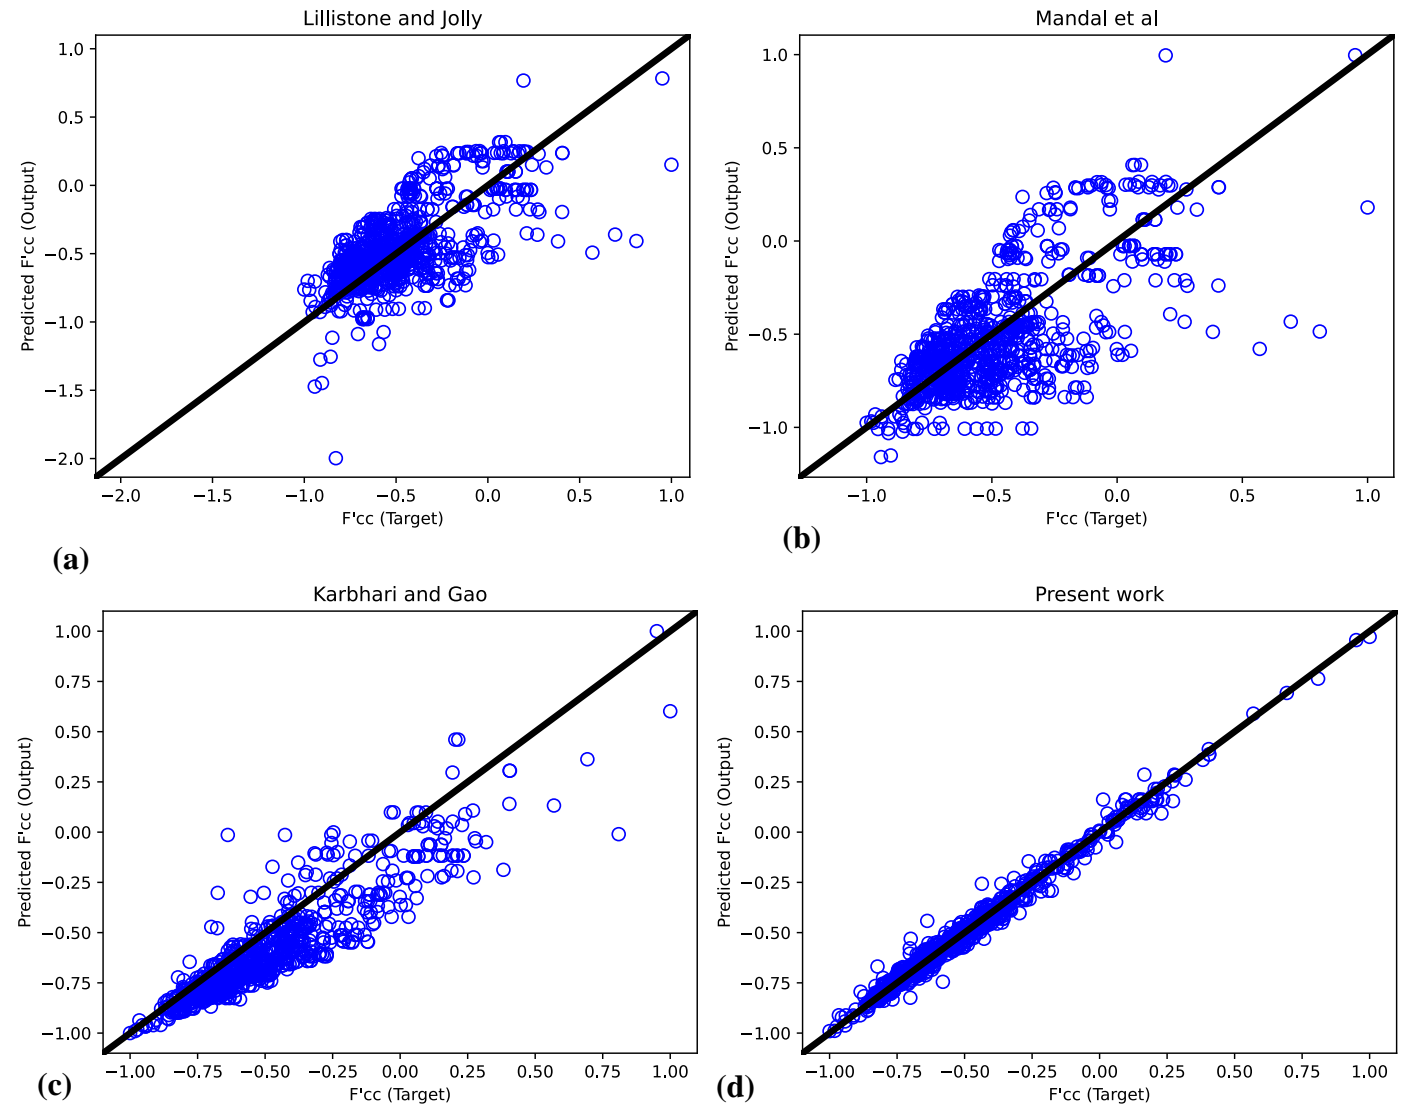 Lillistone and Jolly
1.0
0.5
0.0
−0.5
−1.0
−1.5
−2.0
Predicted F'cc (Output)
−2.0 −1.5 −1.0 −0.5 0.0 0.5 1.0
F'cc (Target)
(a)
Mandal et al
1.0
0.5
0.0
−0.5
−1.0
Predicted F'cc (Output)
−1.0 −0.5 0.0 0.5 1.0
F'cc (Target)
(b)
Karbhari and Gao
1.00
0.75
0.50
0.25
0.00
−0.25
−0.50
−0.75
−1.00
Predicted F'cc (Output)
−1.00 −0.75 −0.50 −0.25 0.00 0.25 0.50 0.75 1.00
F'cc (Target)
(c)
Present work
1.00
0.75
0.50
0.25
0.00
−0.25
−0.50
−0.75
−1.00
Predicted F'cc (Output)
−1.00 −0.75 −0.50 −0.25 0.00 0.25 0.50 0.75 1.00
F'cc (Target)
(d)